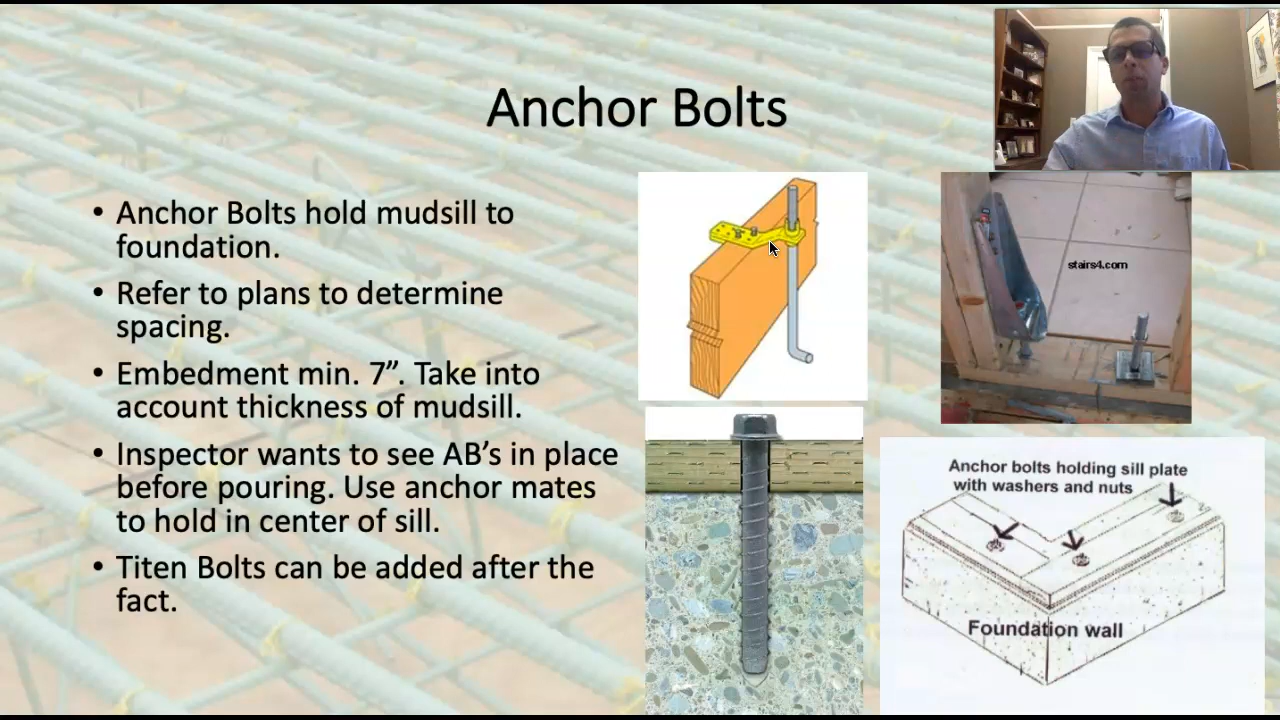 Anchor Bolts
• Anchor Bolts hold mudsill to
foundation.
• Refer to plans to determine
spacing.
• Embedment min. 7”. Take into
account thickness of mudsill.
• Inspector wants to see AB’s in place
before pouring. Use anchor mates
to hold in center of sill.
• Titen Bolts can be added after the
fact.
stairs4.com
Anchor bolts holding sill plate
with washers and nuts
Foundation wall